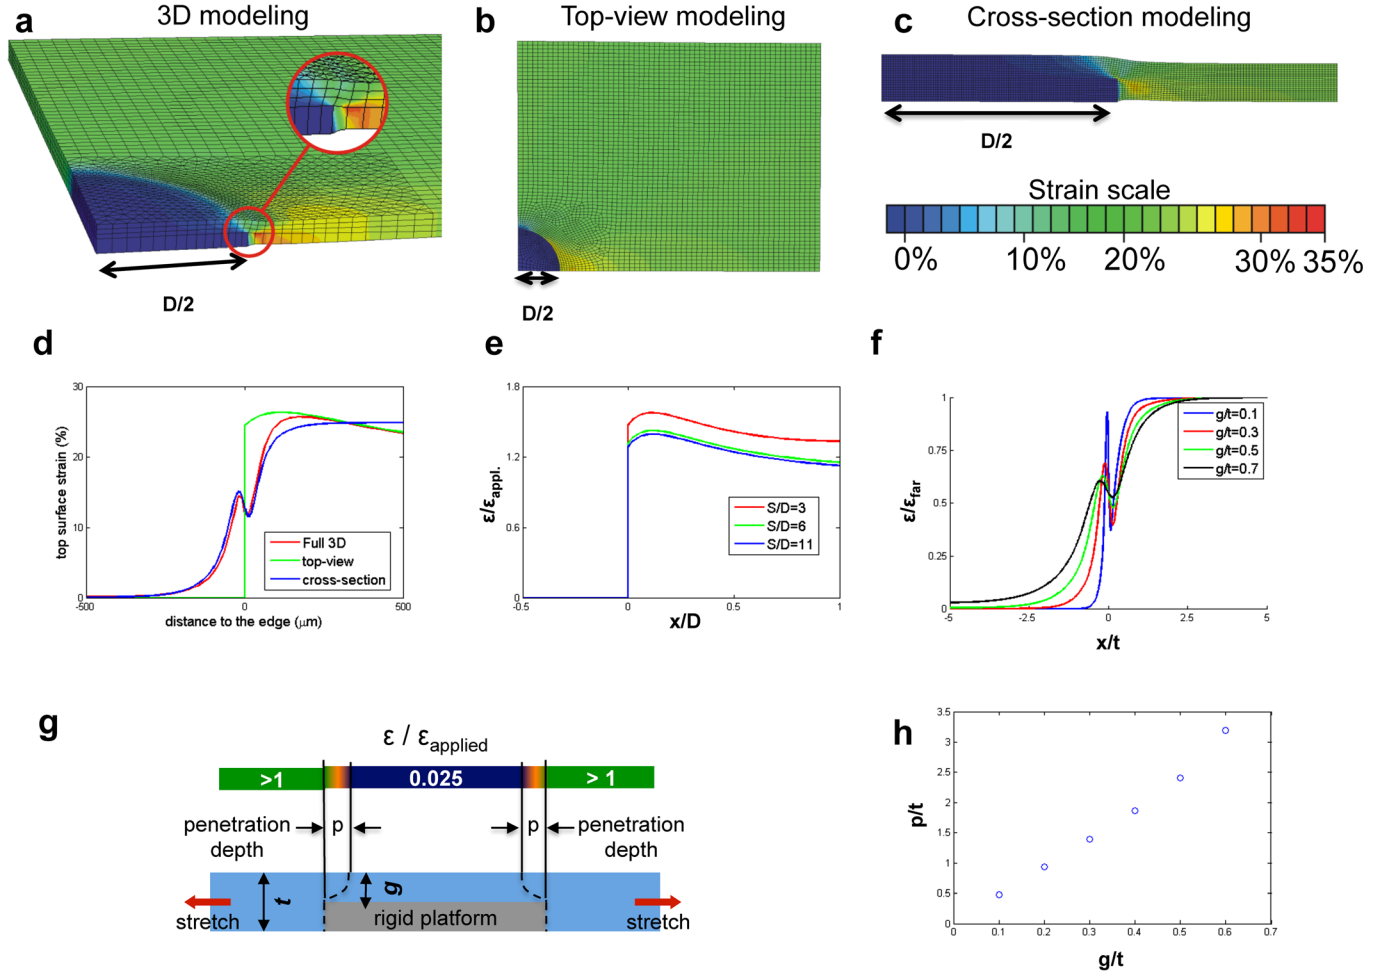 a
3D modeling
b
Top-view modeling
c
Cross-section modeling
D/2
D/2
D/2
Strain scale
0% 10% 20% 30% 35%
d
top surface strain (%)
30
20
10
0
-500 0 500
distance to the edge (μm)
Full 3D
top-view
cross-section
e
ε/εappl.
1.8
1.2
0.6
0
-0.5 0 0.5 1
x/D
S/D=3
S/D=6
S/D=11
f
ε/εfar
1
0.75
0.5
0.25
0
-5 -2.5 0 2.5 5
x/t
g/t=0.1
g/t=0.3
g/t=0.5
g/t=0.7
g
ε / εapplied
>1 0.025 > 1
penetration depth
p
p
penetration depth
t
g
stretch
rigid platform
stretch
h
p/t
3.5
3
2.5
2
1.5
1
0.5
0
0 0.1 0.2 0.3 0.4 0.5 0.6 0.7
g/t